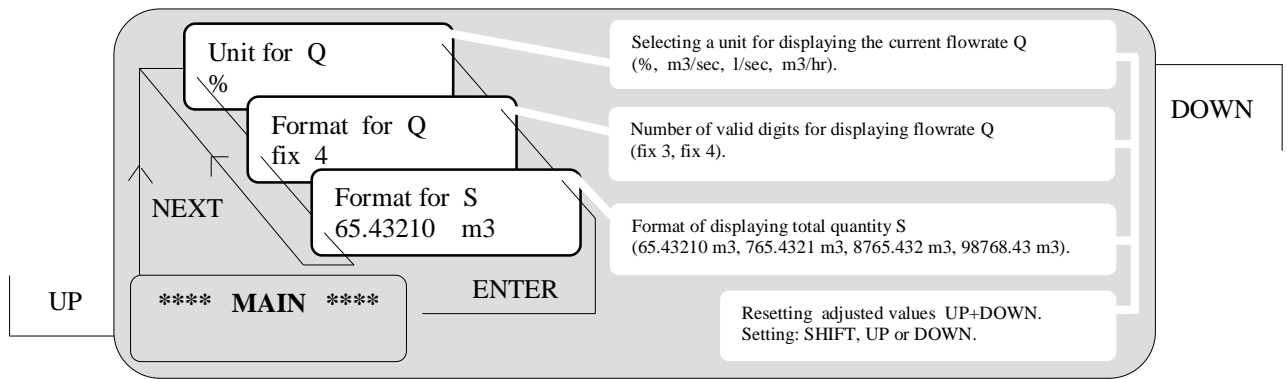 Unit for Q
%
Format for Q
fix 4
Format for S
65.43210 m3
NEXT
UP
**** MAIN ****
ENTER
Selecting a unit for displaying the current flowrate Q
(%, m3/sec, l/sec, m3/hr).
Number of valid digits for displaying flowrate Q
(fix 3, fix 4).
Format of displaying total quantity S
(65.43210 m3, 765.4321 m3, 8765.432 m3, 98768.43 m3).
Resetting adjusted values UP+DOWN.
Setting: SHIFT, UP or DOWN.
DOWN